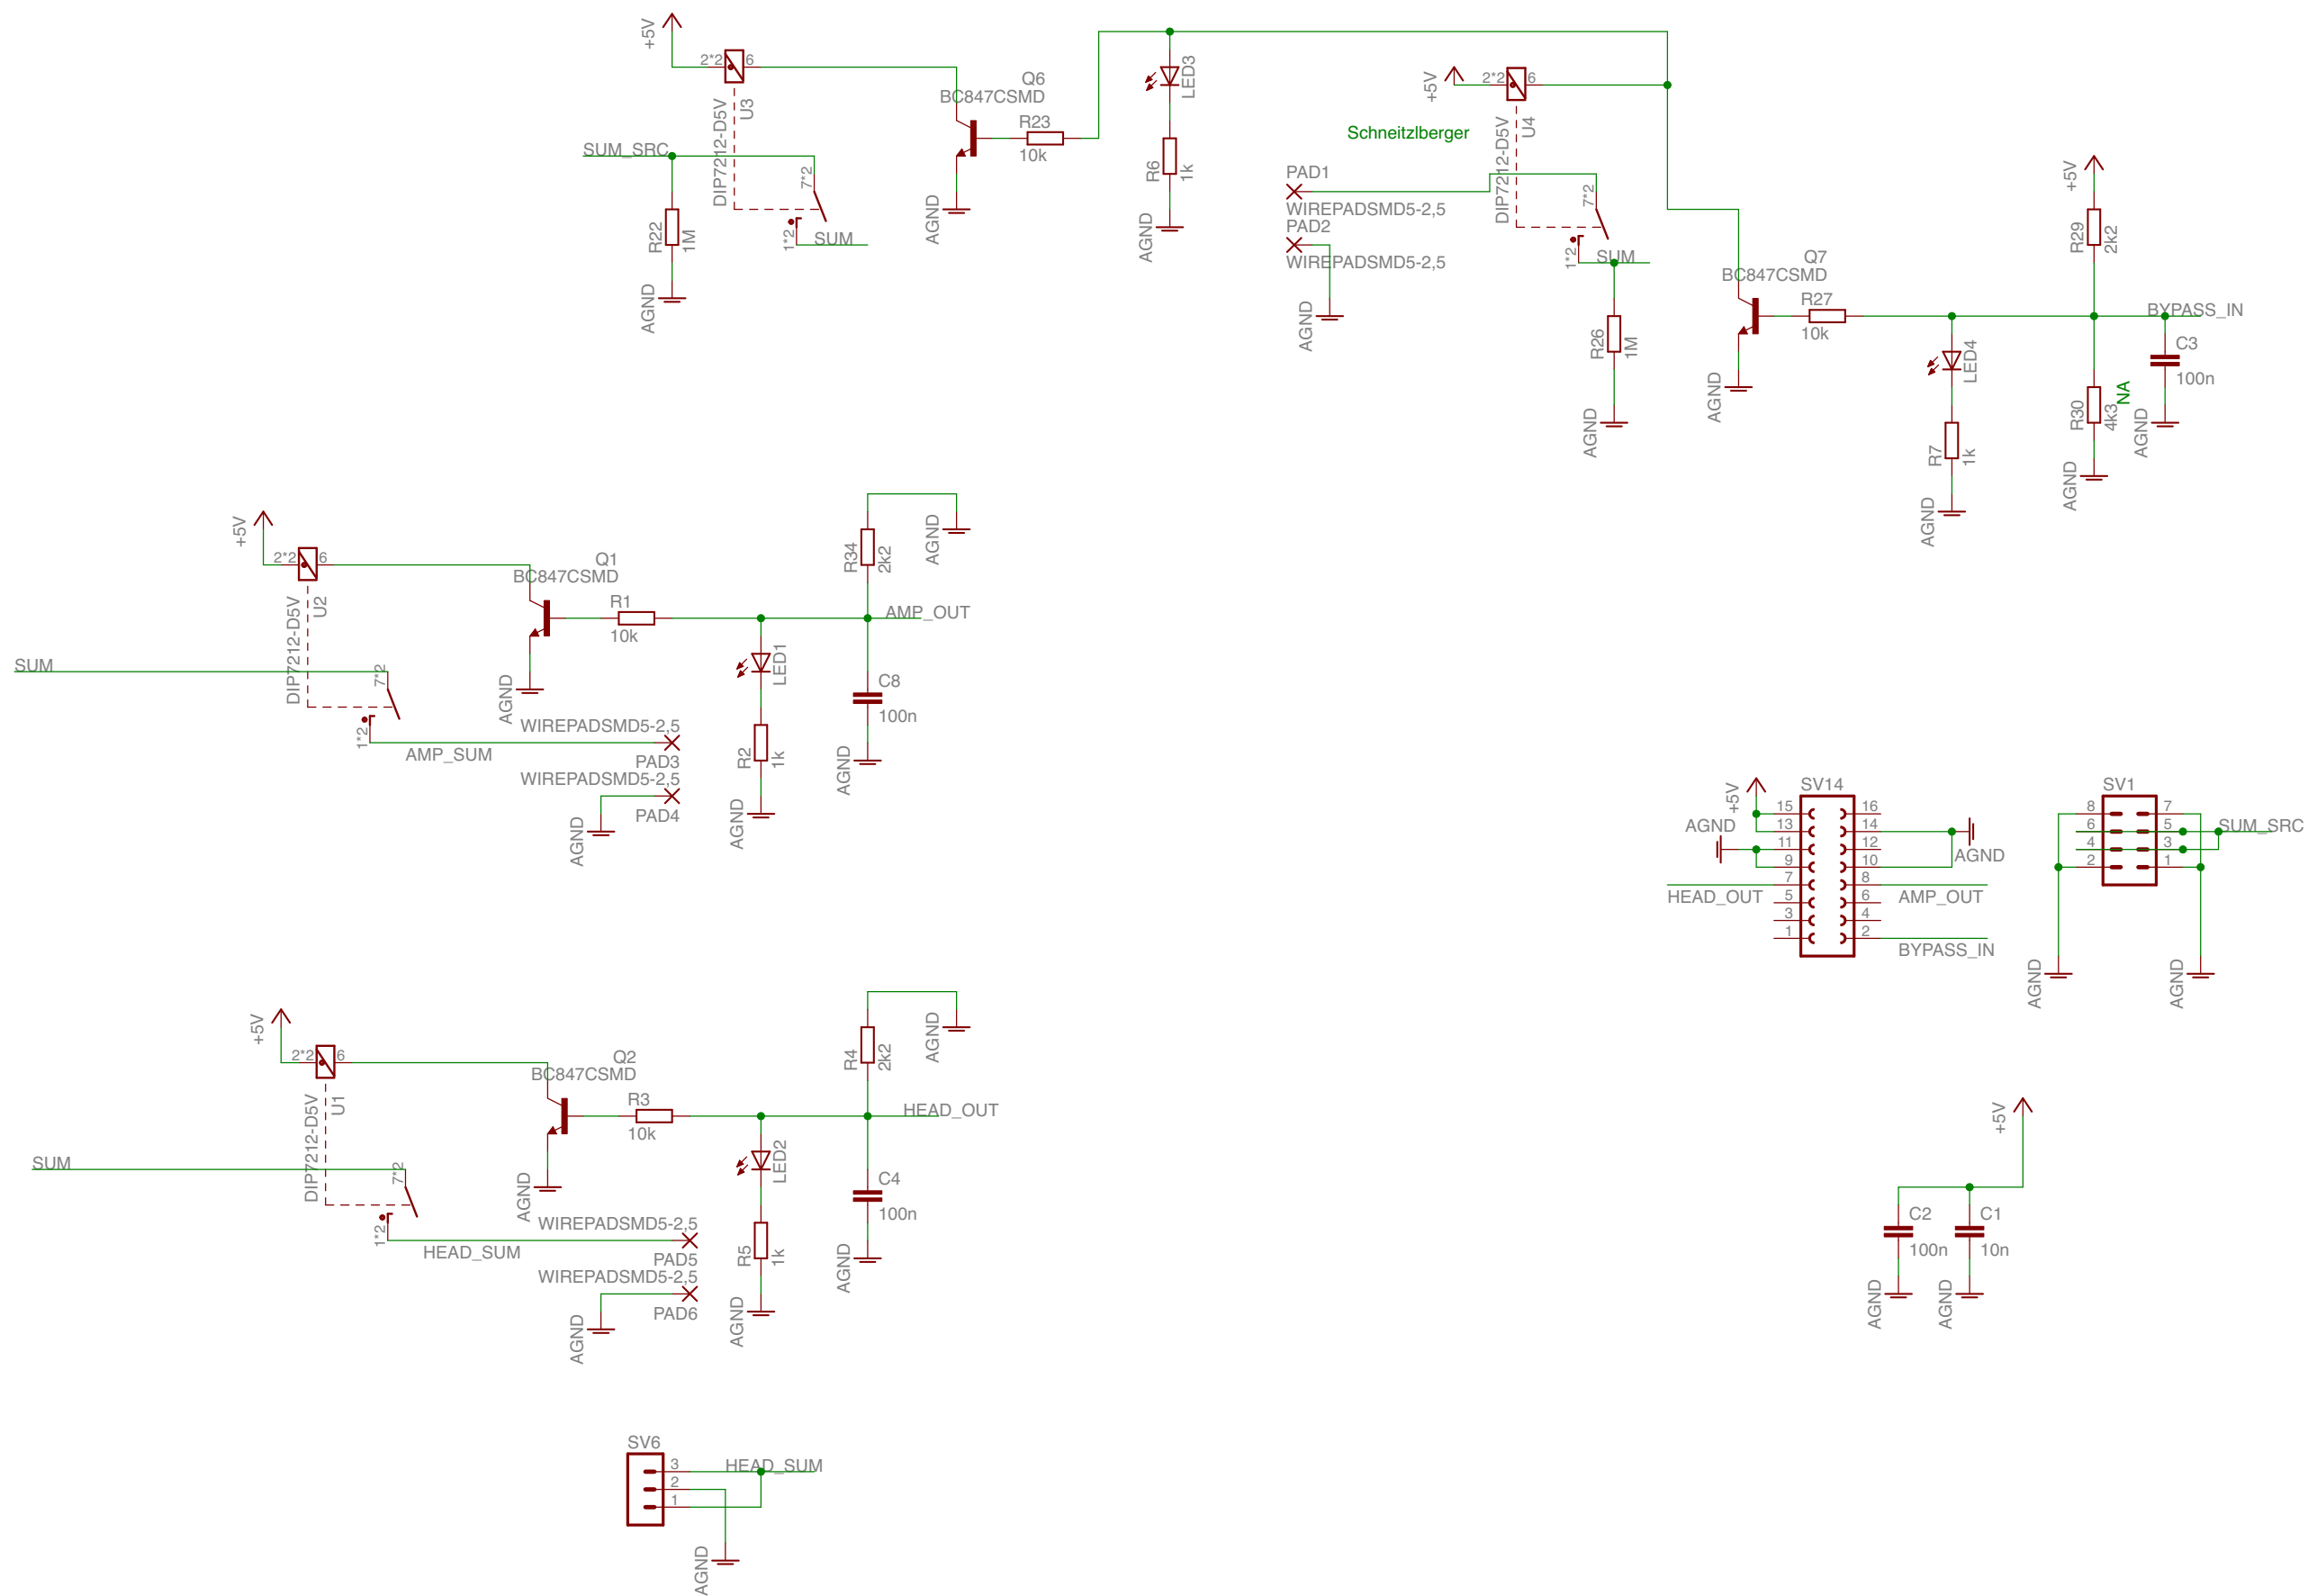 +5V
2*2
6
DIP7212-D5V
U3
Q6
BC847CSMD
R23
10k
SUM_SRC
7*2
1*2
SUM
R22
1M
AGND
AGND
LED3
R6
1k
AGND
+5V
2*2
6
DIP7212-D5V
U4
Schneitzlberger
PAD1
WIREPADSMD5-2,5
PAD2
WIREPADSMD5-2,5
AGND
7*2
1*2
SUM
R26
1M
AGND
Q7
BC847CSMD
R27
10k
AGND
+5V
R29
2k2
BYPASS_IN
LED4
R7
1k
AGND
R30
4k3
NA
AGND
C3
100n
AGND
+5V
2*2
6
DIP7212-D5V
U2
Q1
BC847CSMD
R1
10k
AGND
R34
2k2
AGND
AMP_OUT
SUM
7*2
1*2
AMP_SUM
WIREPADSMD5-2,5
PAD3
WIREPADSMD5-2,5
PAD4
AGND
LED1
R2
1k
AGND
C8
100n
AGND
SV14
+5V
AGND
15
16
13
14
11
12
9
10
7
8
5
6
3
4
1
2
AGND
HEAD_OUT
AMP_OUT
BYPASS_IN
SV1
8
7
6
5
4
3
2
1
SUM_SRC
AGND
AGND
+5V
2*2
6
DIP7212-D5V
U1
Q2
BC847CSMD
R3
10k
AGND
R4
2k2
AGND
HEAD_OUT
SUM
7*2
1*2
HEAD_SUM
WIREPADSMD5-2,5
PAD5
WIREPADSMD5-2,5
PAD6
AGND
LED2
R5
1k
AGND
C4
100n
AGND
+5V
C2
100n
C1
10n
AGND
AGND
SV6
3
2
1
HEAD_SUM
AGND